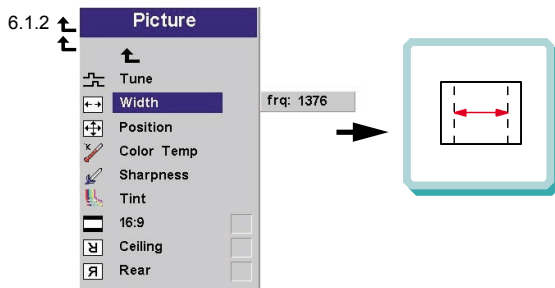 6.1.2
Picture
Tune
Width
frq: 1376
Position
K
Color Temp
Sharpness
Tint
16:9
Ceiling
Rear